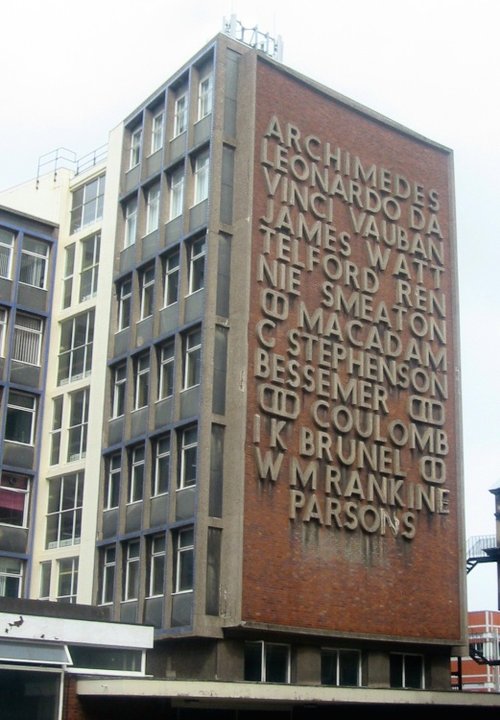 ARCHIMEDES
LEONARDO DA
VINCI VAUBAN
JAMES WATT
TELFORD REN
NIE SMEATON
MACADAM
G STEPHENSON
BESSEMER
COULOMB
I K BRUNEL
W M RANKINE
PARSONS